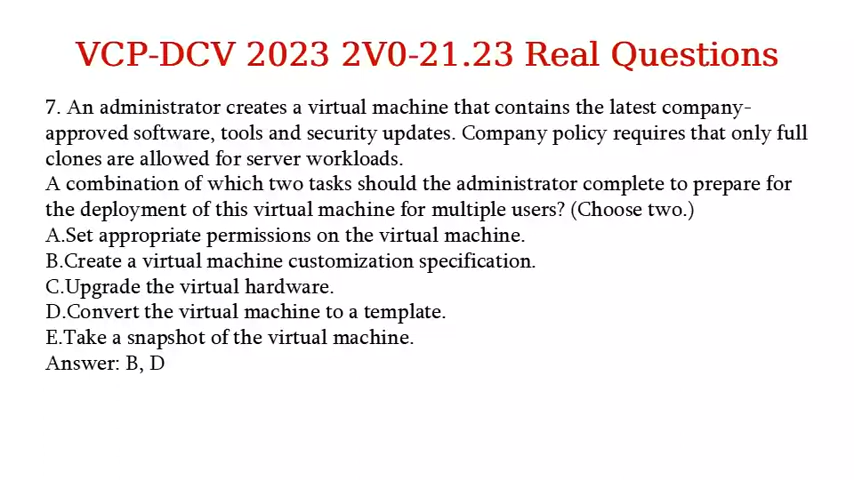 VCP-DCV 2023 2V0-21.23 Real Questions
7. An administrator creates a virtual machine that contains the latest company-
approved software, tools and security updates. Company policy requires that only full
clones are allowed for server workloads.
A combination of which two tasks should the administrator complete to prepare for
the deployment of this virtual machine for multiple users? (Choose two.)
A.Set appropriate permissions on the virtual machine.
B.Create a virtual machine customization specification.
C.Upgrade the virtual hardware.
D.Convert the virtual machine to a template.
E.Take a snapshot of the virtual machine.
Answer: B, D